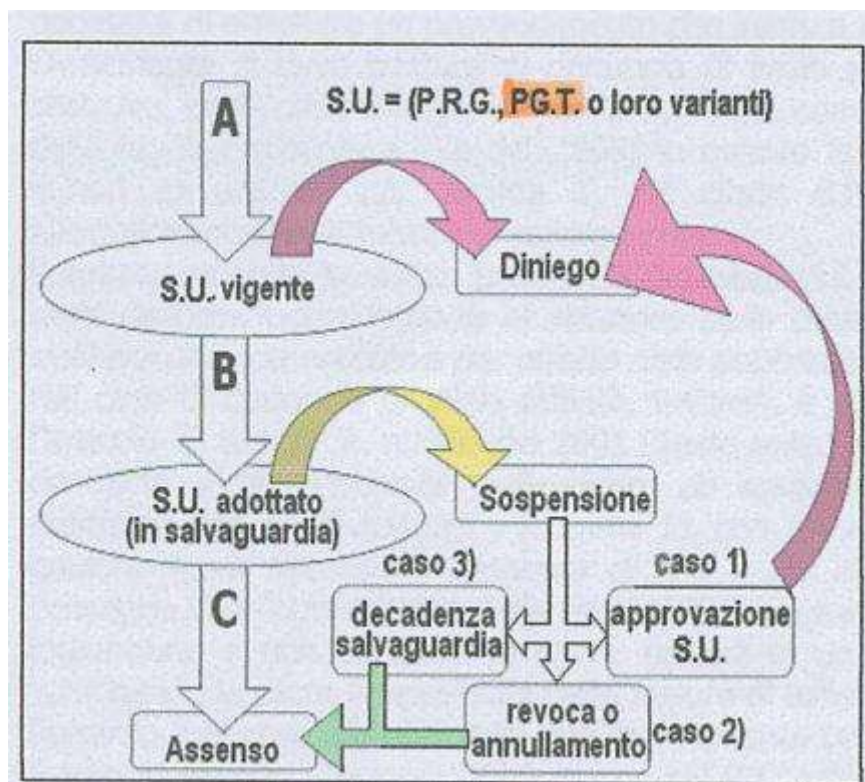 A
S.U. = (P.R.G., PG.T. o loro varianti)
Diniego
S.U. vigente
B
S.U. adottato
(in salvaguardia)
Sospensione
caso 3)
caso 1)
C
decadenza
salvaguardia
approvazione
S.U.
revoca o
annullamento
caso 2)
Assenso